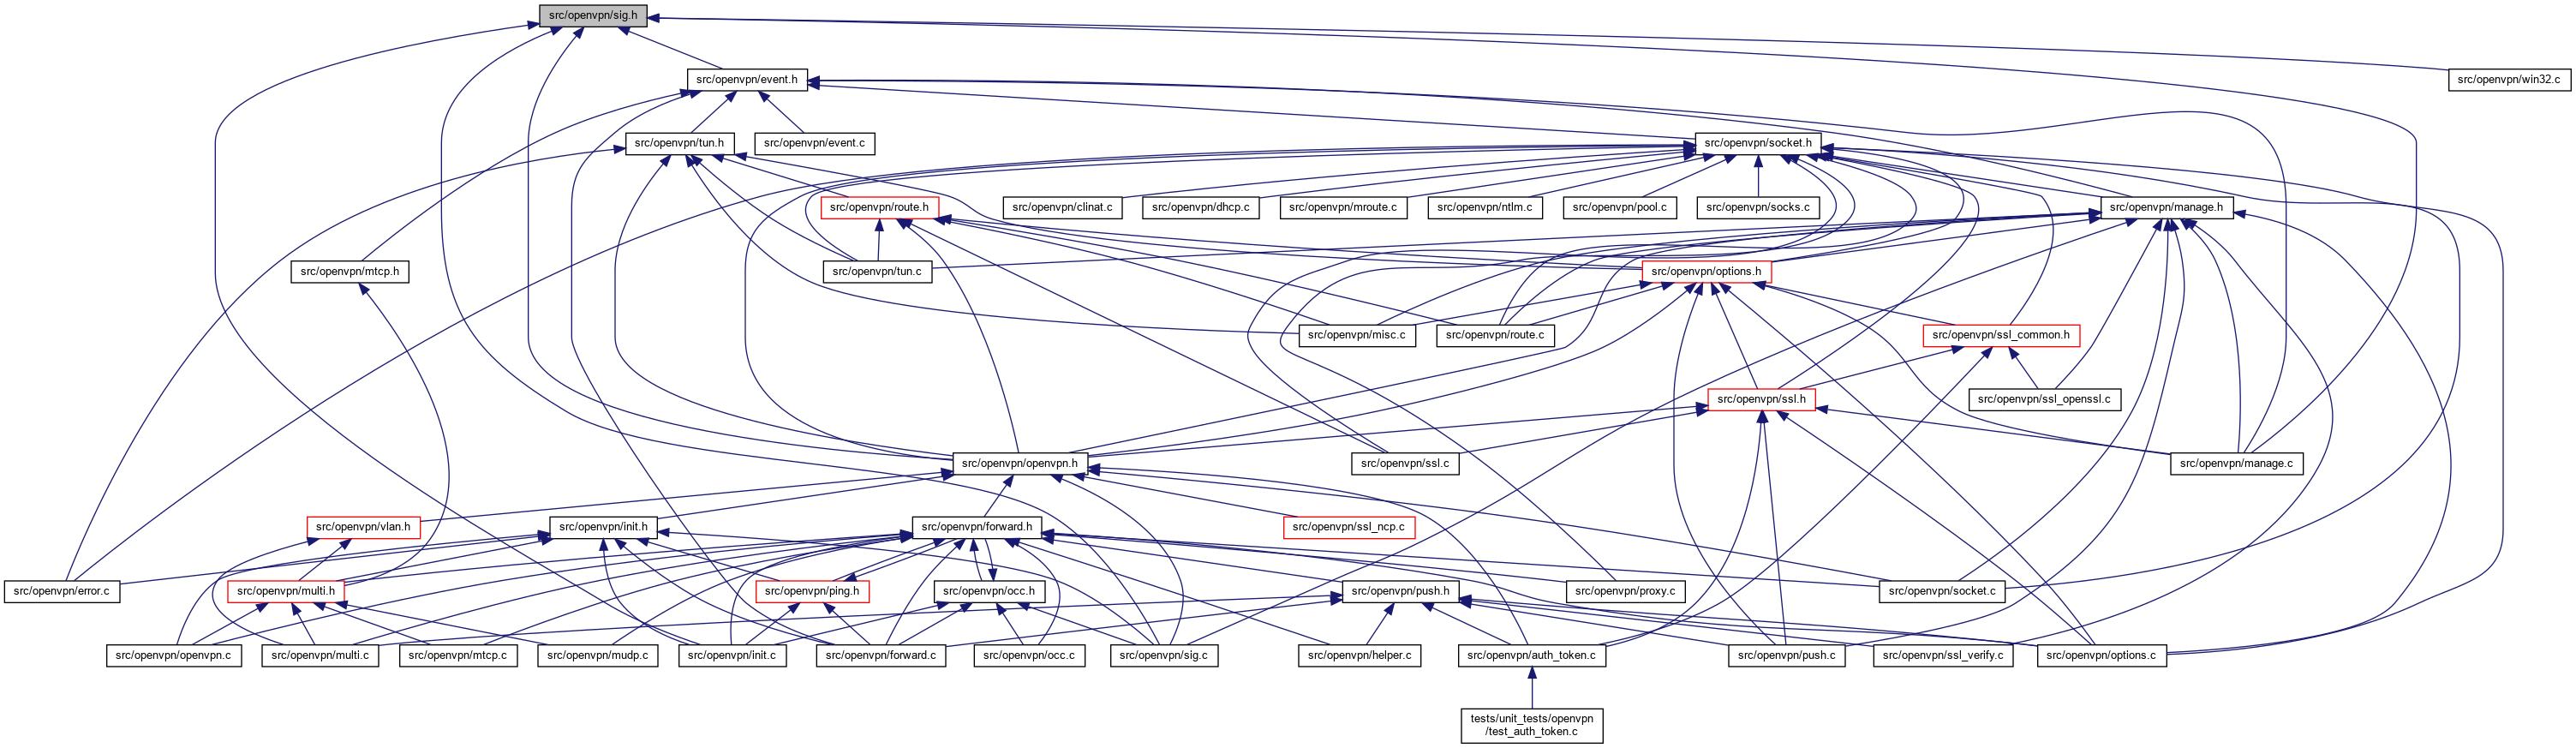 src/openvpn/sig.h
src/openvpn/event.h
src/openvpn/win32.c
src/openvpn/tun.h
src/openvpn/event.c
src/openvpn/socket.h
src/openvpn/route.h
src/openvpn/clinat.c
src/openvpn/dhcp.c
src/openvpn/mroute.c
src/openvpn/ntlm.c
src/openvpn/pool.c
src/openvpn/socks.c
src/openvpn/manage.h
src/openvpn/mtcp.h
src/openvpn/tun.c
src/openvpn/options.h
src/openvpn/misc.c
src/openvpn/route.c
src/openvpn/ssl_common.h
src/openvpn/ssl.h
src/openvpn/ssl_openssl.c
src/openvpn/openvpn.h
src/openvpn/ssl.c
src/openvpn/manage.c
src/openvpn/vlan.h
src/openvpn/init.h
src/openvpn/forward.h
src/openvpn/ssl_ncp.c
src/openvpn/error.c
src/openvpn/multi.h
src/openvpn/ping.h
src/openvpn/occ.h
src/openvpn/push.h
src/openvpn/proxy.c
src/openvpn/socket.c
src/openvpn/openvpn.c
src/openvpn/multi.c
src/openvpn/mtcp.c
src/openvpn/mudp.c
src/openvpn/init.c
src/openvpn/forward.c
src/openvpn/occ.c
src/openvpn/sig.c
src/openvpn/helper.c
src/openvpn/auth_token.c
src/openvpn/push.c
src/openvpn/ssl_verify.c
src/openvpn/options.c
tests/unit_tests/openvpn
/test_auth_token.c